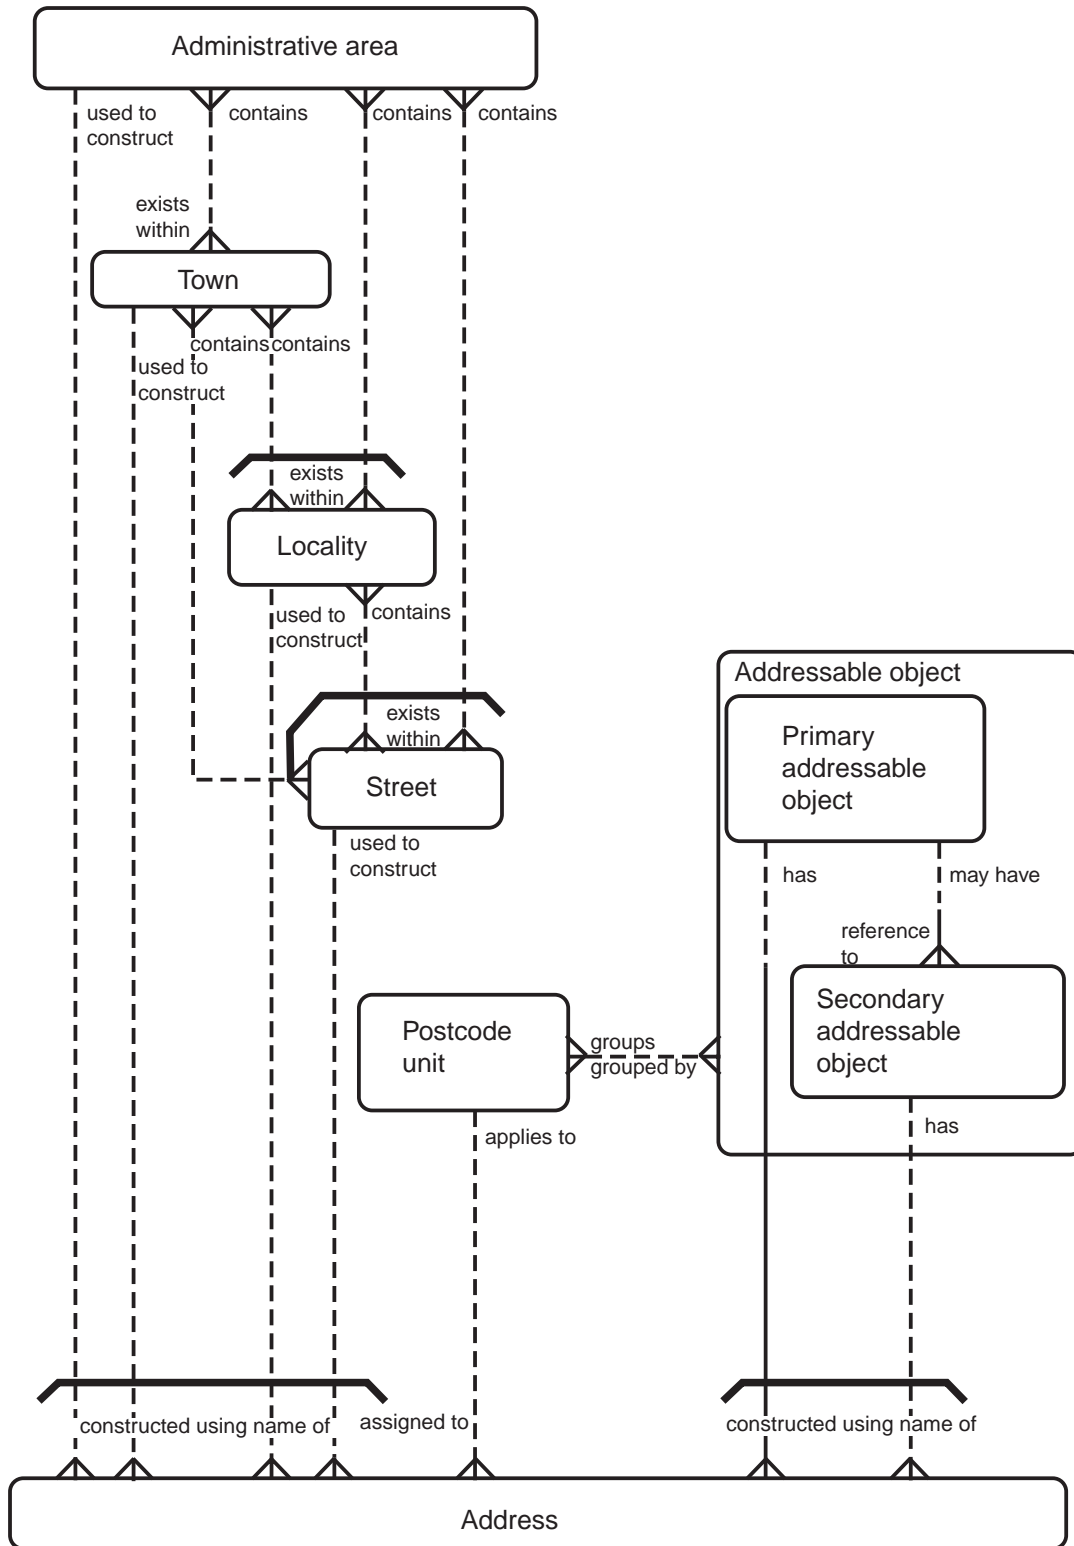 Administrative area
used to
construct
contains
contains
contains
exists
within
Town
contains
contains
used to
construct
exists
within
Locality
used to
construct
contains
exists
within
Street
used to
construct
Addressable object
Primary
addressable
object
has
may have
reference
to
Secondary
addressable
object
has
Postcode
unit
groups
grouped by
applies to
constructed using name of
assigned to
constructed using name of
Address